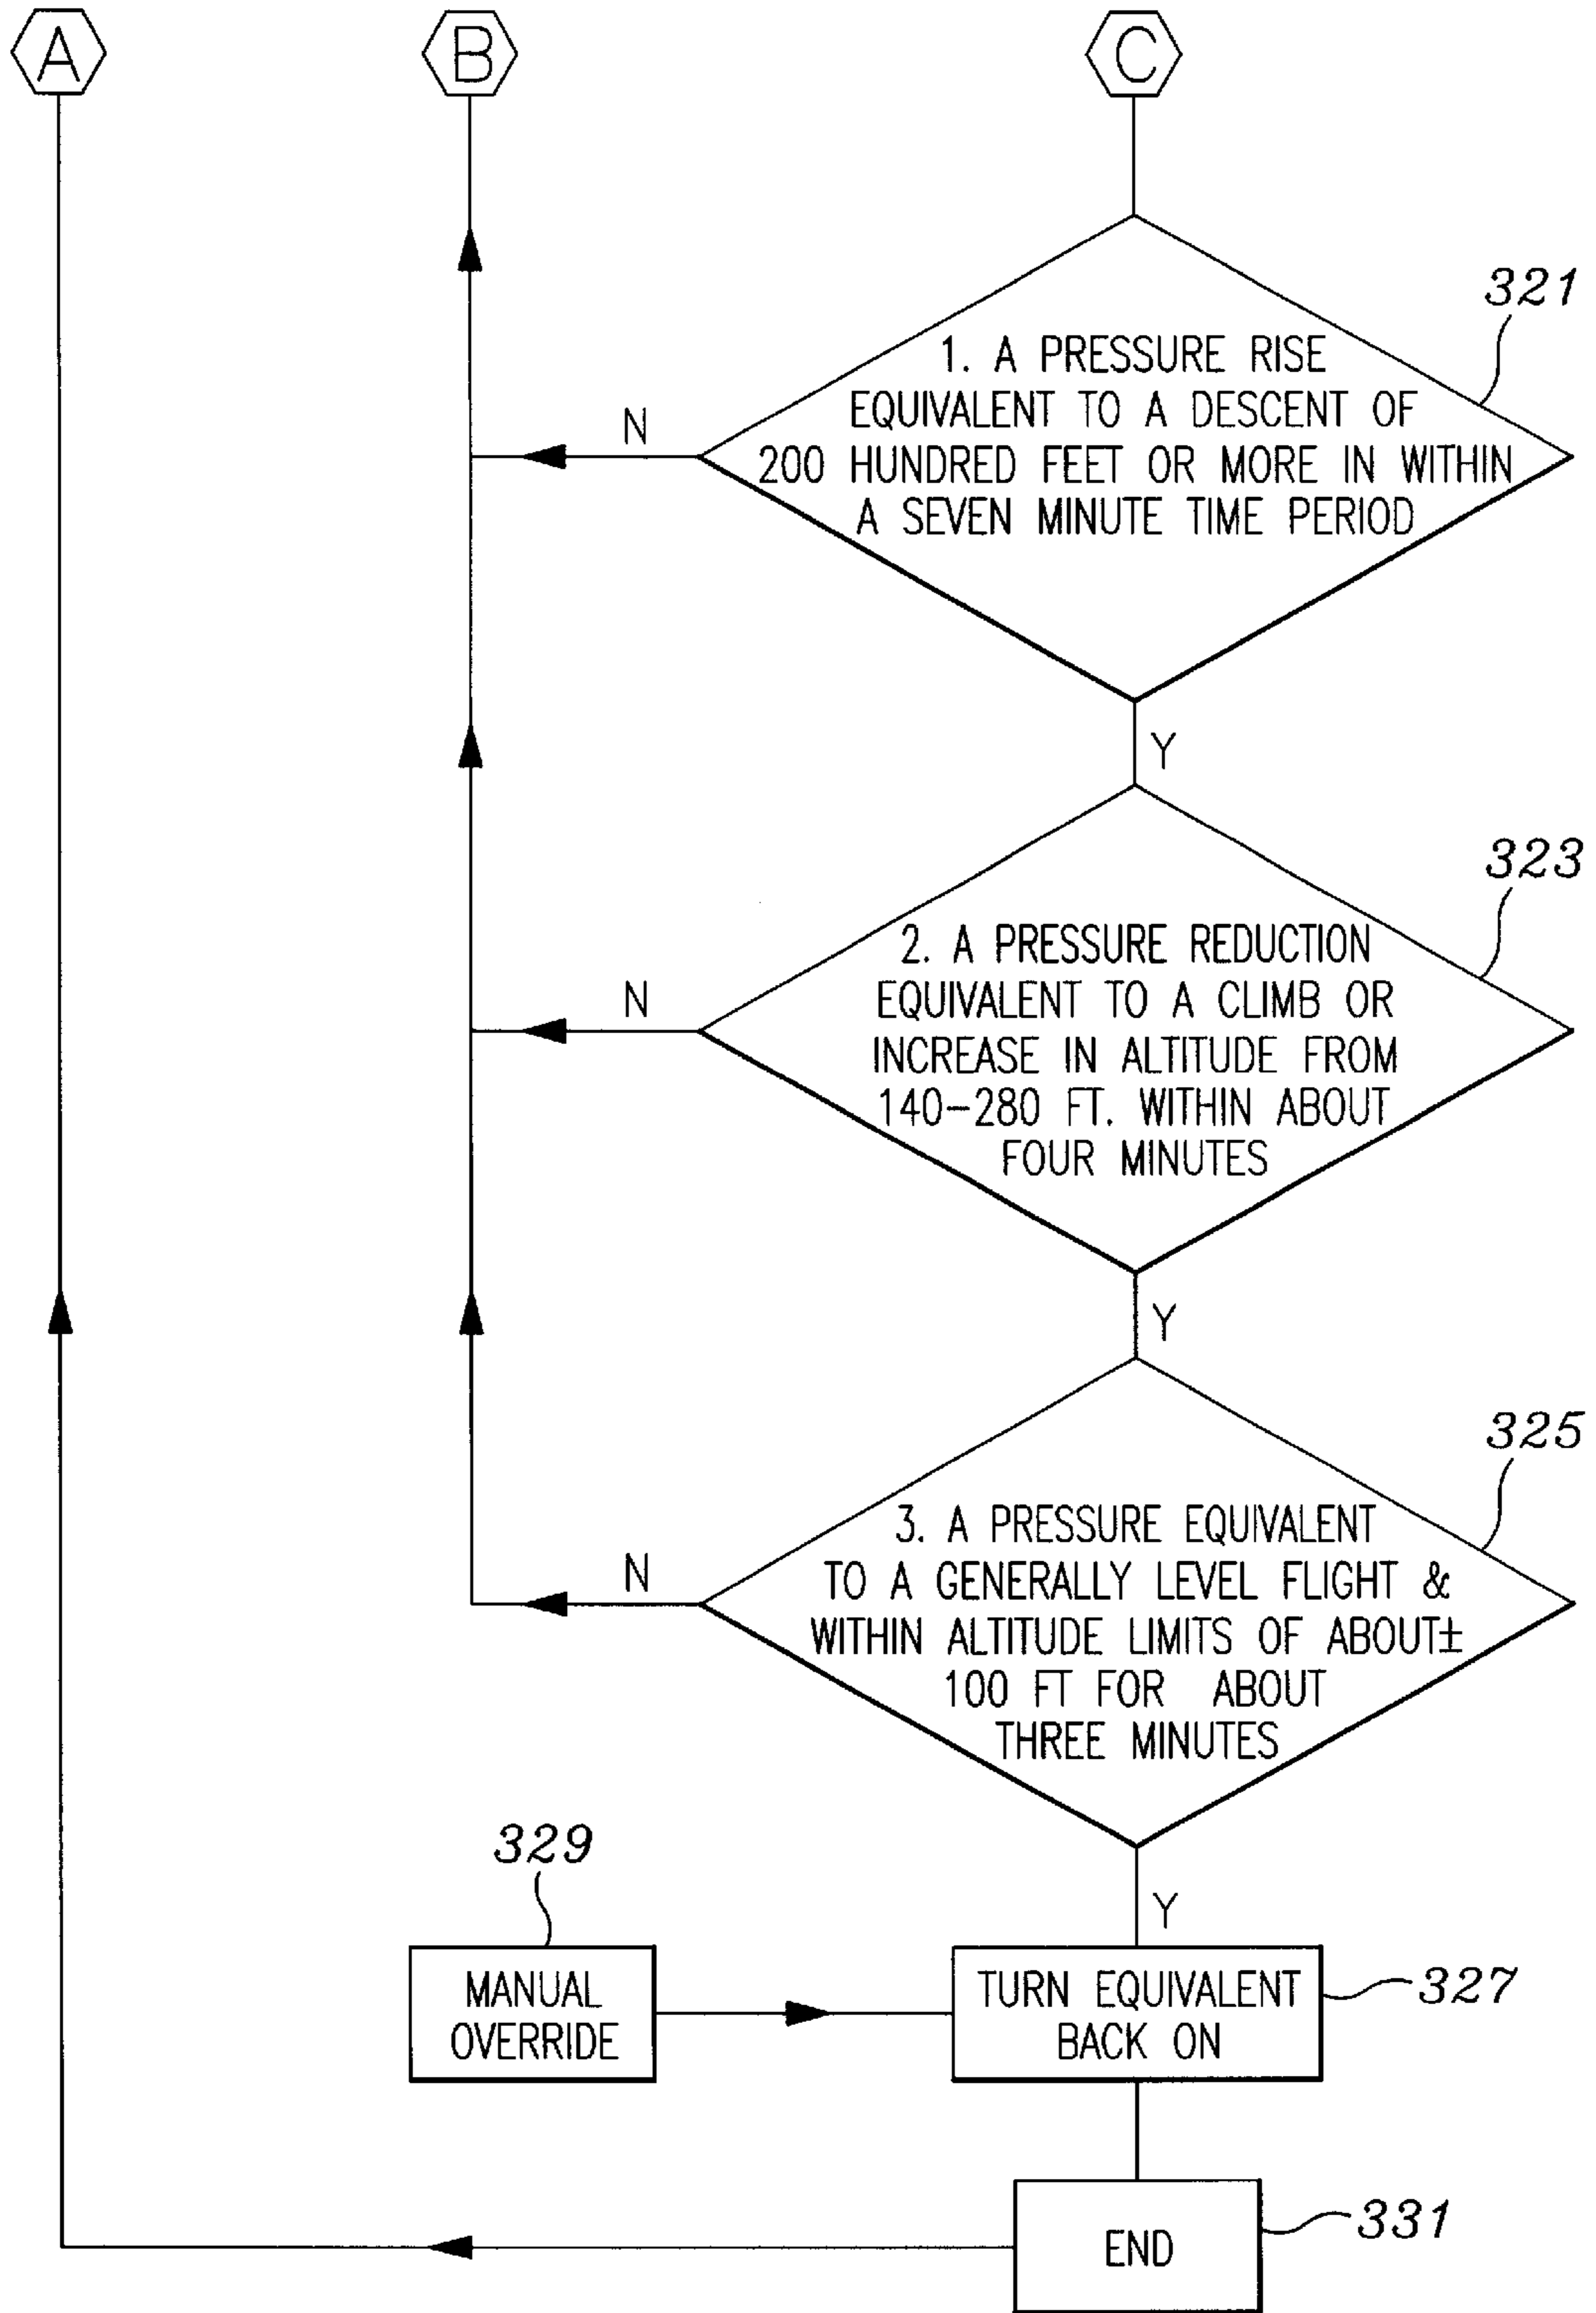 A
B
C
321
1. A PRESSURE RISE
EQUIVALENT TO A DESCENT OF
200 HUNDRED FEET OR MORE IN WITHIN
A SEVEN MINUTE TIME PERIOD
N
Y
323
2. A PRESSURE REDUCTION
EQUIVALENT TO A CLIMB OR
INCREASE IN ALTITUDE FROM
140-280 FT. WITHIN ABOUT
FOUR MINUTES
N
Y
325
3. A PRESSURE EQUIVALENT
TO A GENERALLY LEVEL FLIGHT &
WITHIN ALTITUDE LIMITS OF ABOUT±
100 FT FOR ABOUT
THREE MINUTES
N
Y
329
MANUAL
OVERRIDE
TURN EQUIVALENT
BACK ON
327
END
331